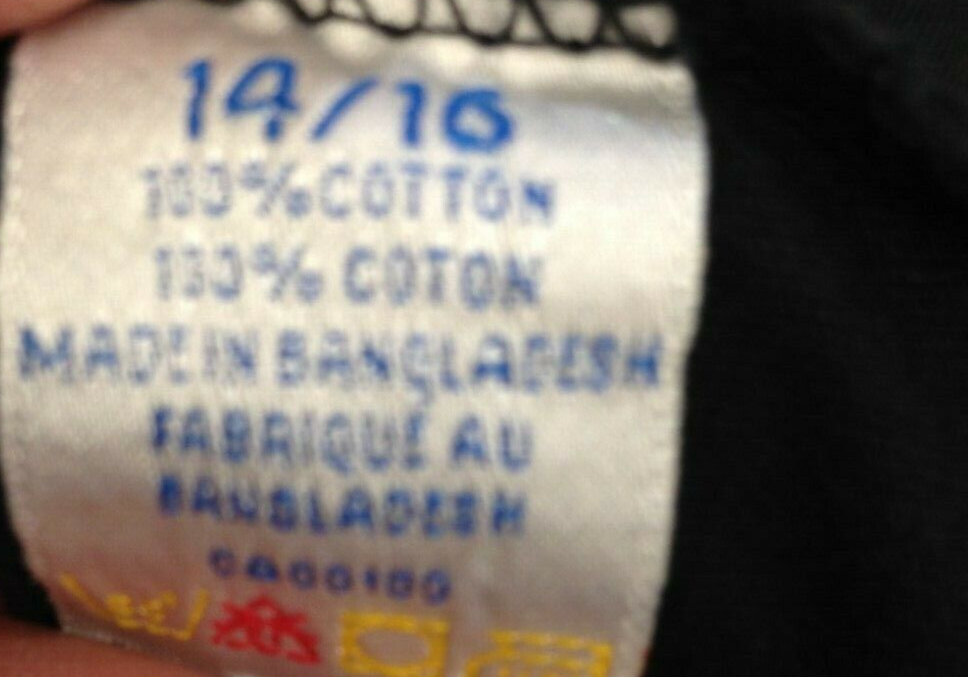 14/16
100% COTTON
100% COTON
MADE IN BANGLADESH
FABRIQUÉ AU
BANGLADESH
CA00100